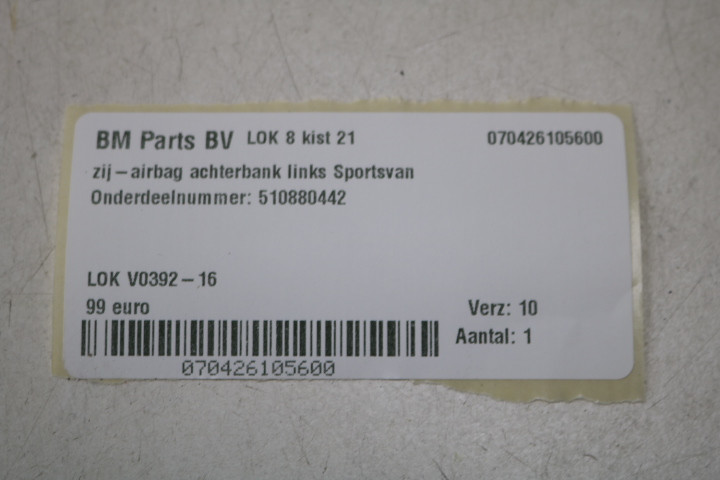 BM Parts BV LOK 8 kist 21 070426105600
zij-airbag achterbank links Sportsvan
Onderdeelnummer: 510880442
LOK V0392-16
99 euro Verz: 10
Aantal: 1
070426105600